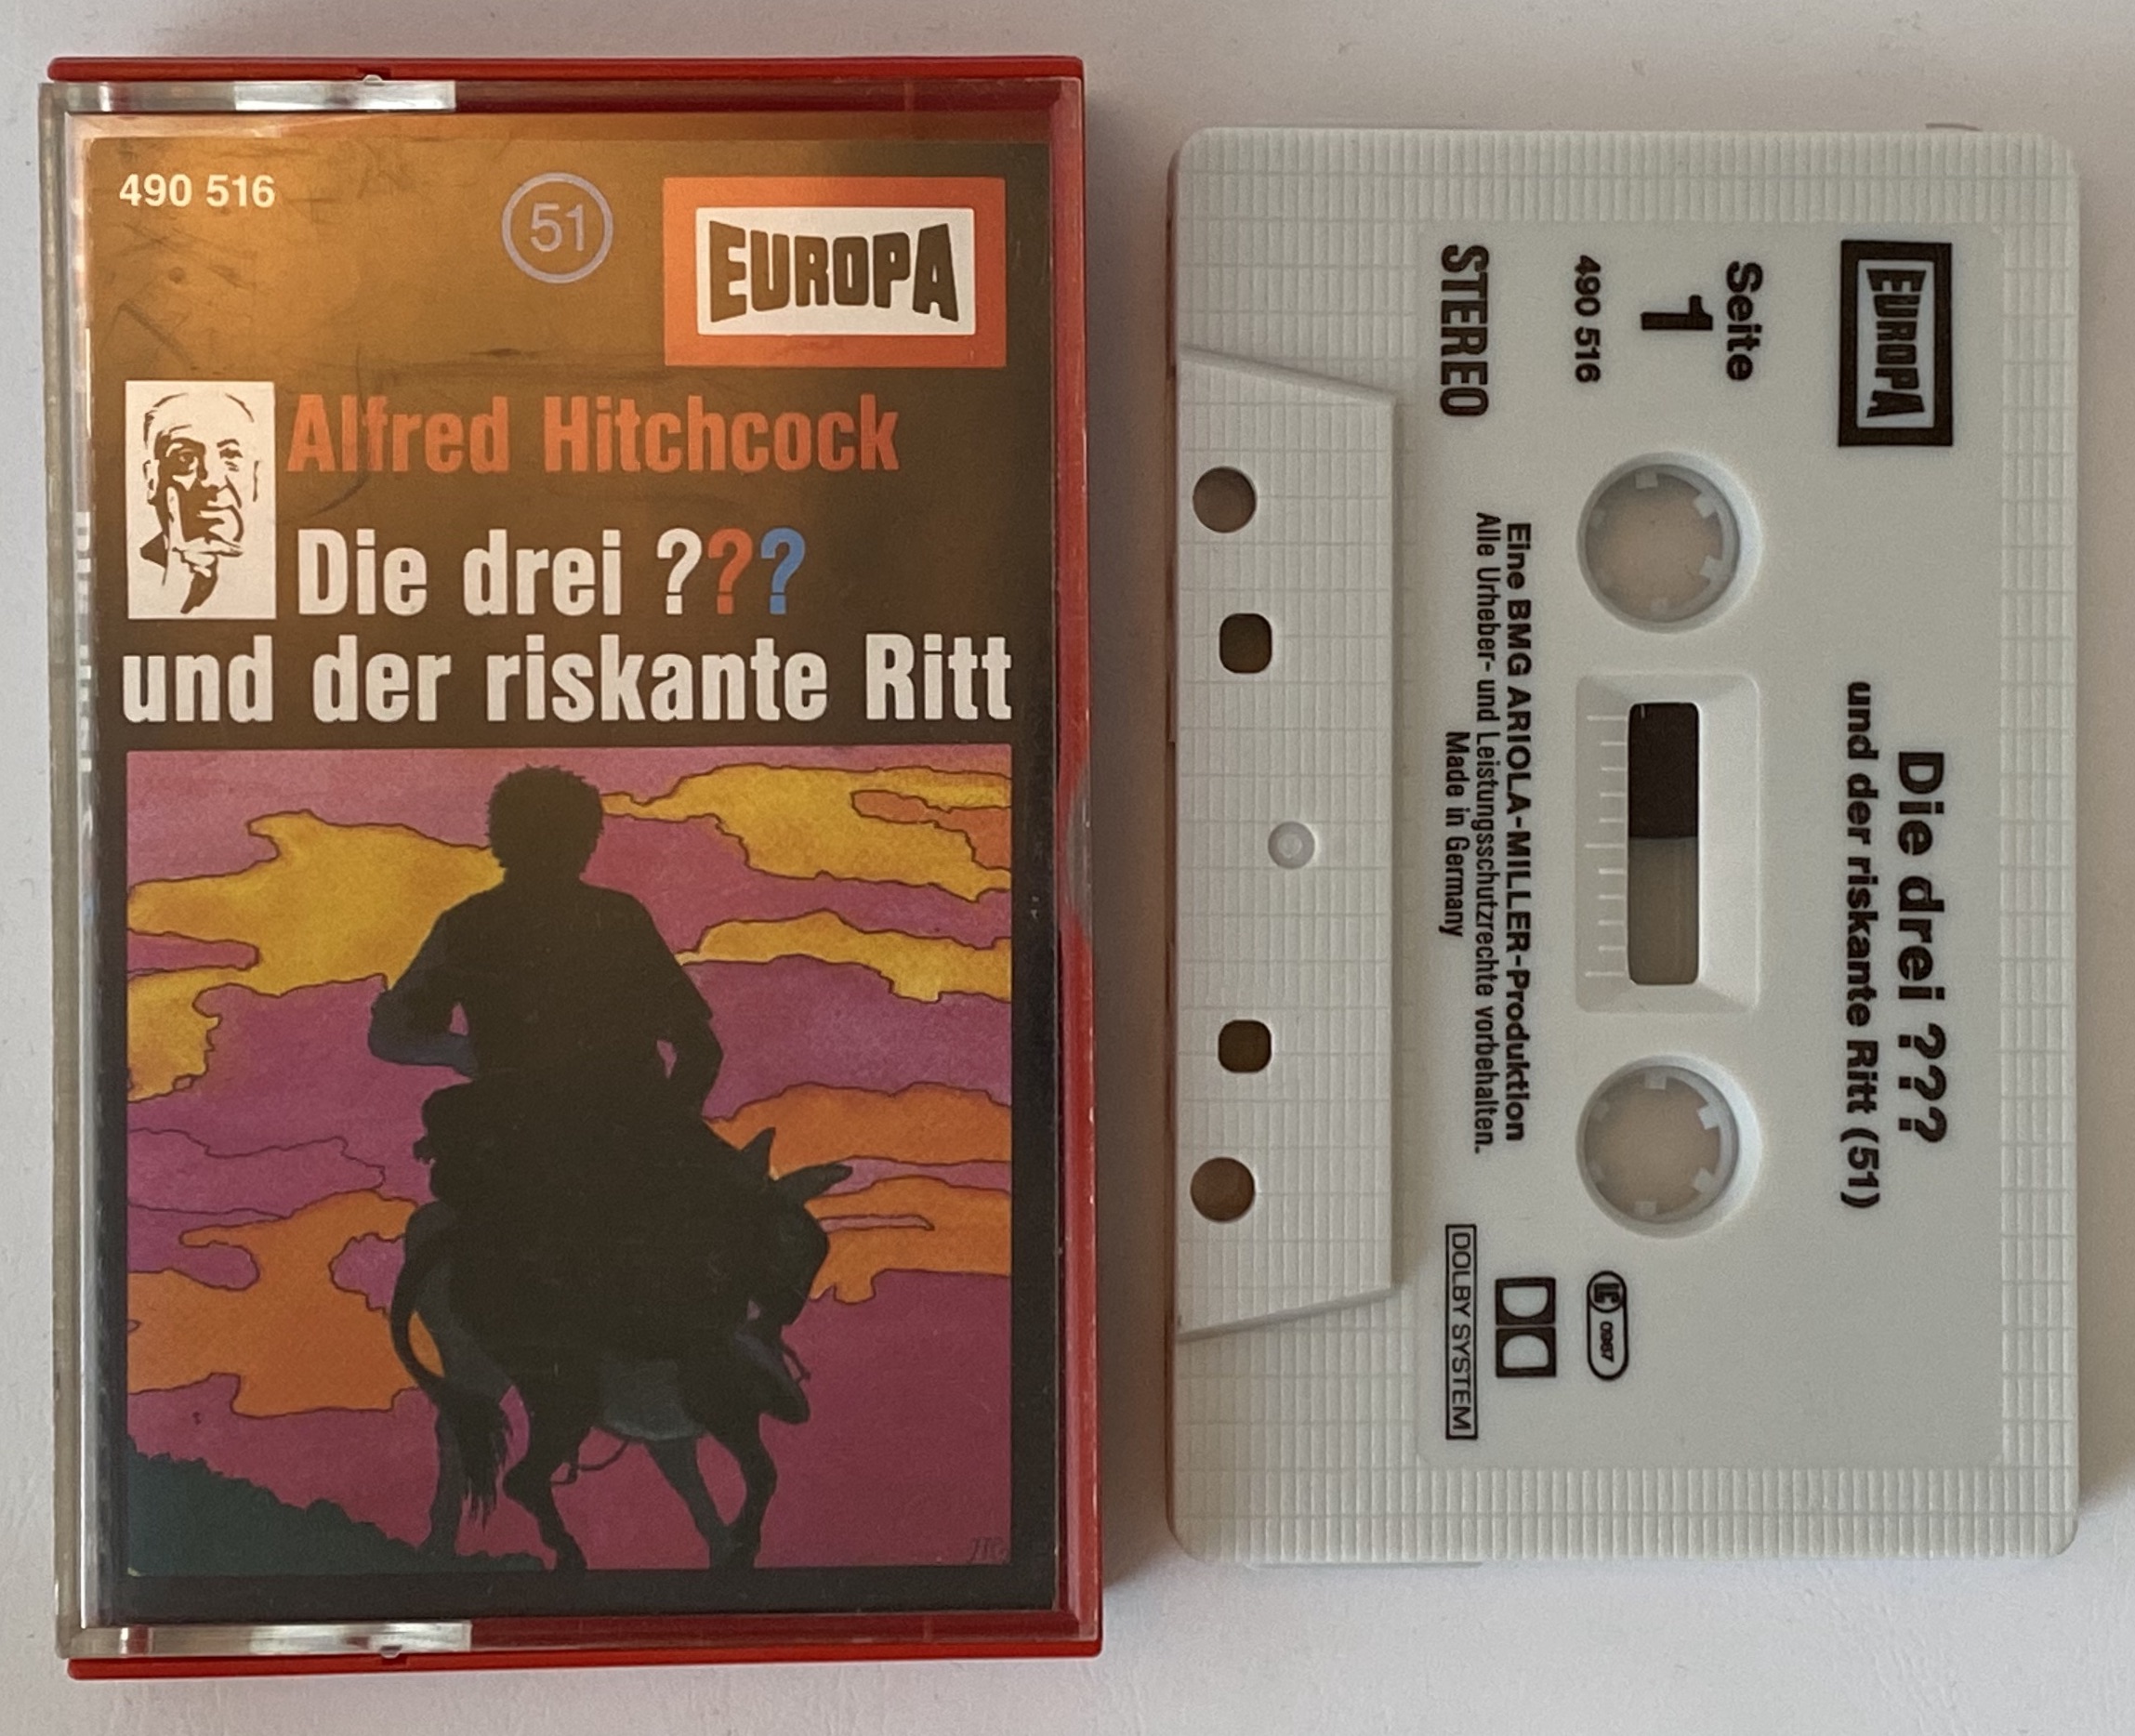 490 516
51
EUROPA
Alfred Hitchcock
Die drei ???
und der riskante Ritt
EUROPA
Die drei ???
und der riskante Ritt (51)
Seite
1
490 516
STEREO
Eine BMG ARIOLA-MILLER-Produktion
Alle Urheber- und Leistungsschutzrechte vorbehalten.
Made in Germany
LC 0987
DOLBY SYSTEM